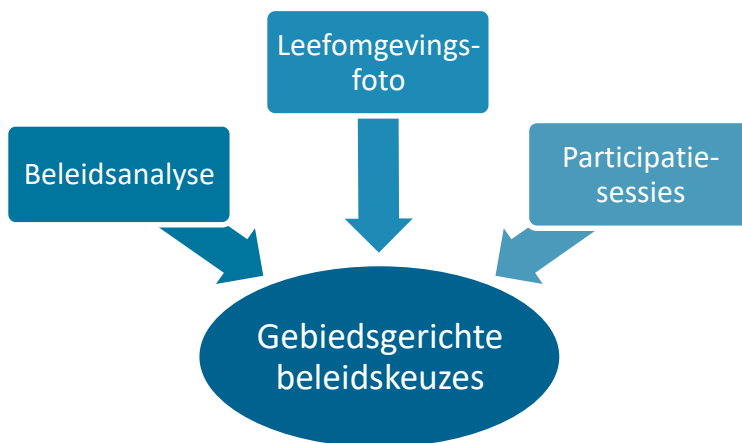 Leefomgevings-
foto
Beleidsanalyse
Participatie-
sessies
Gebiedsgerichte
beleidskeuzes